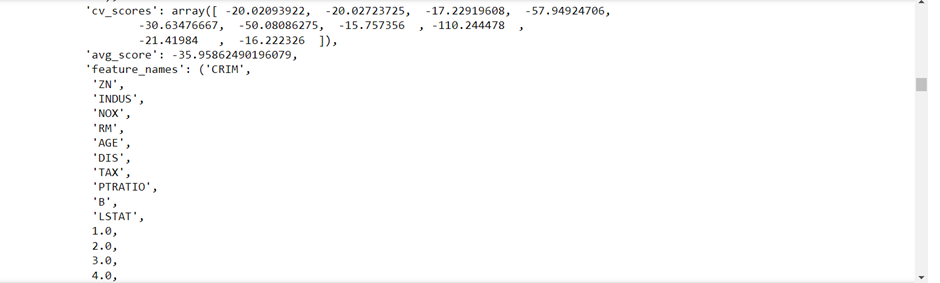 'cv_scores': array([ -20.02093922, -20.02723725, -17.22919608, -57.94924706,
-30.63476667, -50.08086275, -15.757356 , -110.244478 ,
-21.41984 , -16.222326 ]),
'avg_score': -35.95862490196079,
'feature_names': ('CRIM',
'ZN',
'INDUS',
'NOX',
'RM',
'AGE',
'DIS',
'TAX',
'PTRATIO',
'B',
'LSTAT',
1.0,
2.0,
3.0,
4.0,